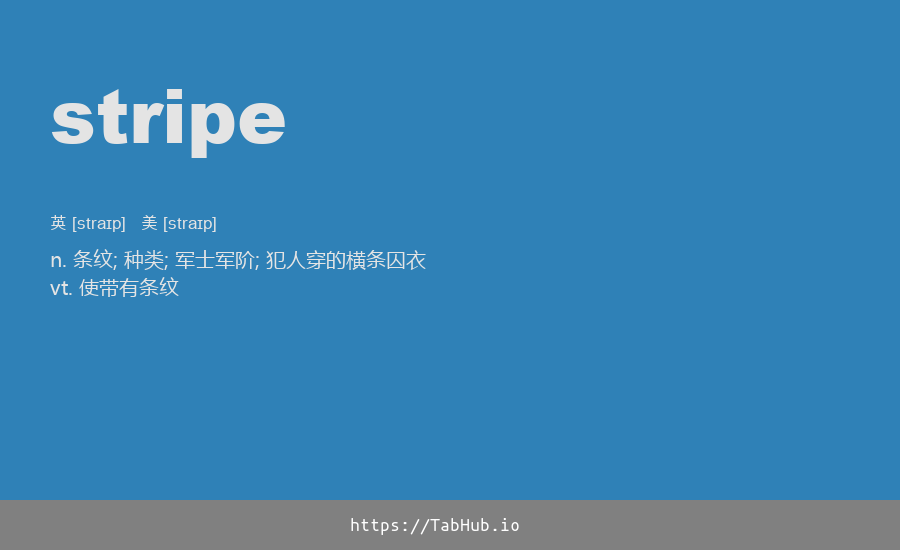 stripe
英 [straɪp] 美 [straɪp]
n. 条纹; 种类; 军士军阶; 犯人穿的横条囚衣
vt. 使带有条纹
https://TabHub.io